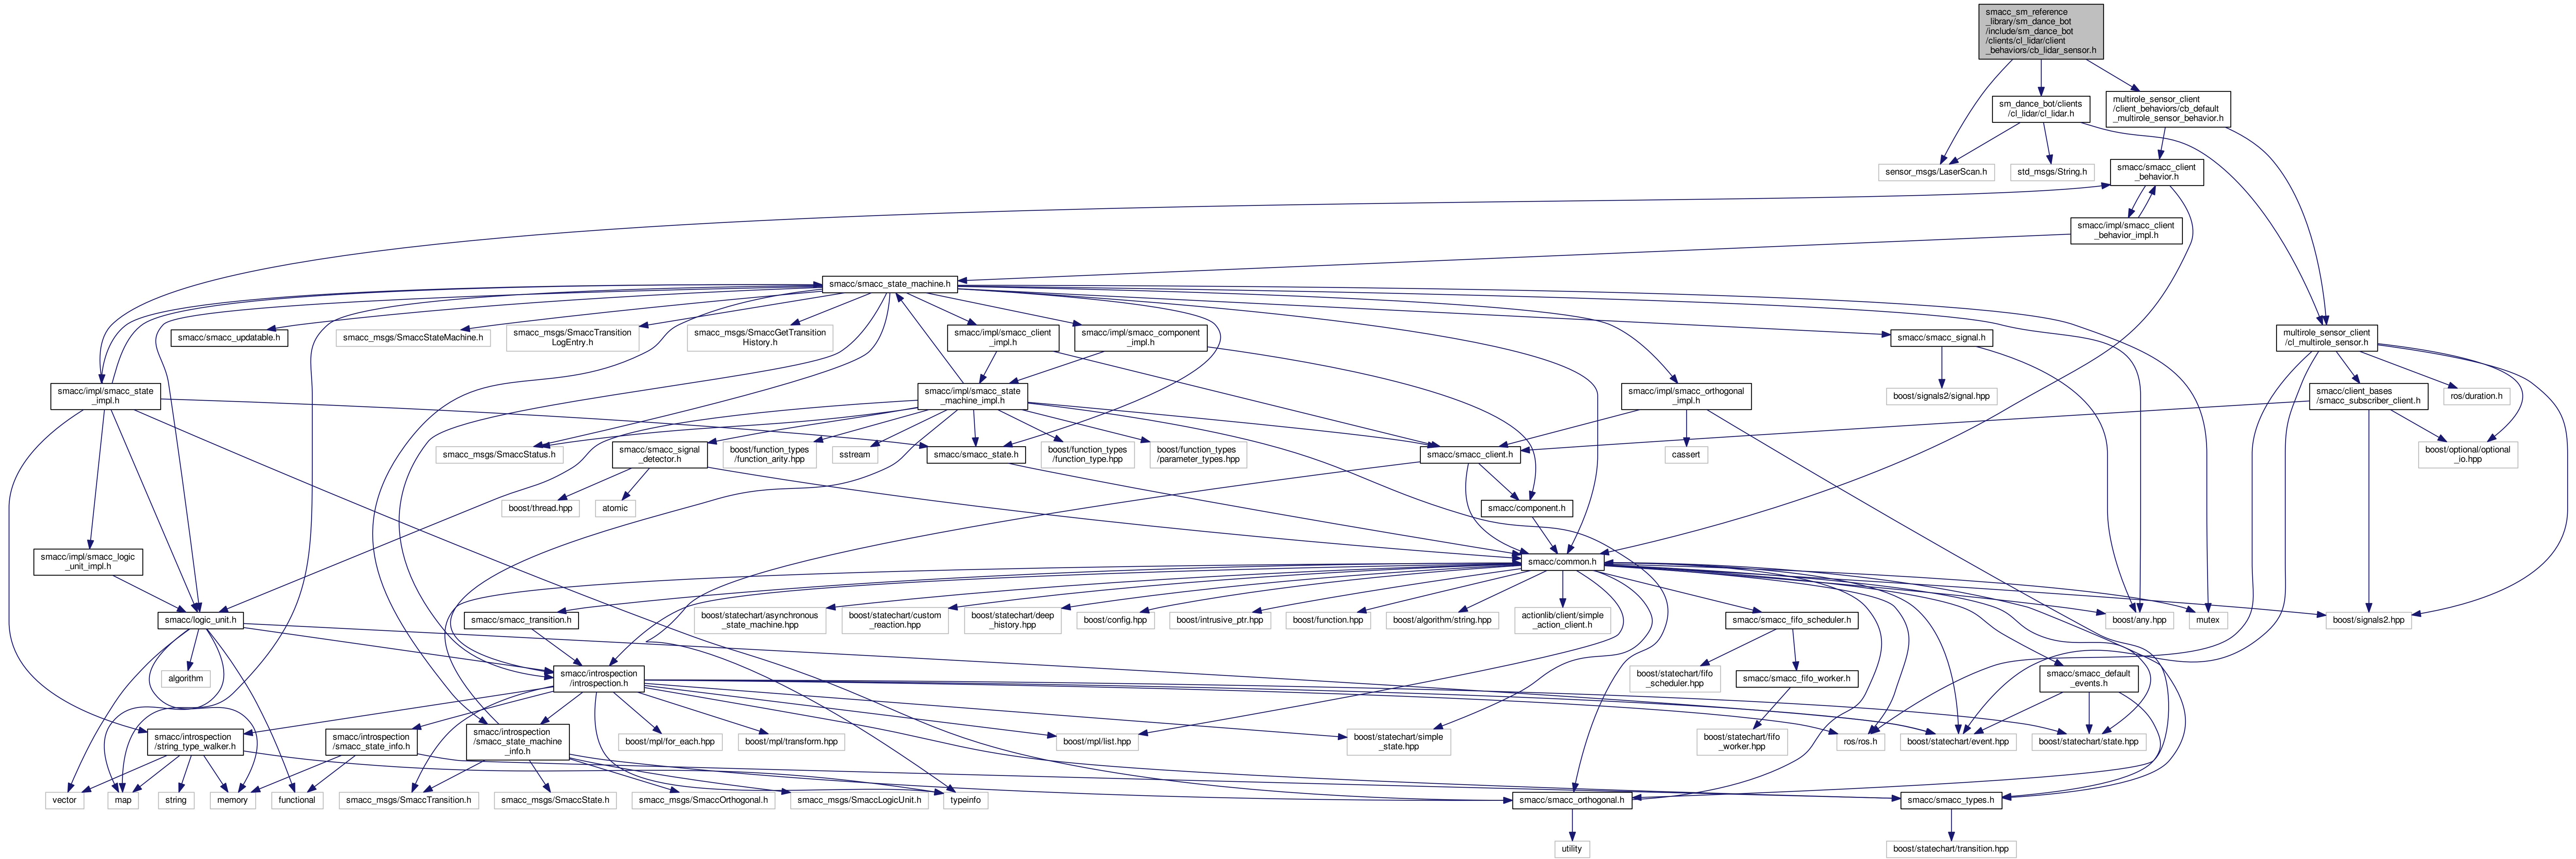 smacc_sm_reference
_library/sm_dance_bot
/include/sm_dance_bot
/clients/cl_lidar/client
_behaviors/cb_lidar_sensor.h
sm_dance_bot/clients
/cl_lidar/cl_lidar.h
multirole_sensor_client
/client_behaviors/cb_default
_multirole_sensor_behavior.h
sensor_msgs/LaserScan.h
std_msgs/String.h
smacc/smacc_client
_behavior.h
smacc/impl/smacc_client
_behavior_impl.h
smacc/smacc_state_machine.h
smacc/smacc_updatable.h
smacc_msgs/SmaccStateMachine.h
smacc_msgs/SmaccTransition
LogEntry.h
smacc_msgs/SmaccGetTransition
History.h
smacc/impl/smacc_client
_impl.h
smacc/impl/smacc_component
_impl.h
smacc/smacc_signal.h
multirole_sensor_client
/cl_multirole_sensor.h
smacc/impl/smacc_state
_impl.h
smacc/impl/smacc_state
_machine_impl.h
smacc/impl/smacc_orthogonal
_impl.h
boost/signals2/signal.hpp
smacc/client_bases
/smacc_subscriber_client.h
ros/duration.h
smacc_msgs/SmaccStatus.h
smacc/smacc_signal
_detector.h
boost/function_types
/function_arity.hpp
sstream
smacc/smacc_state.h
boost/function_types
/function_type.hpp
boost/function_types
/parameter_types.hpp
smacc/smacc_client.h
cassert
boost/optional/optional
_io.hpp
boost/thread.hpp
atomic
smacc/component.h
smacc/impl/smacc_logic
_unit_impl.h
smacc/common.h
smacc/logic_unit.h
smacc/smacc_transition.h
boost/statechart/asynchronous
_state_machine.hpp
boost/statechart/custom
_reaction.hpp
boost/statechart/deep
_history.hpp
boost/config.hpp
boost/intrusive_ptr.hpp
boost/function.hpp
boost/algorithm/string.hpp
actionlib/client/simple
_action_client.h
smacc/smacc_fifo_scheduler.h
boost/any.hpp
mutex
boost/signals2.hpp
algorithm
smacc/introspection
/introspection.h
boost/statechart/fifo
_scheduler.hpp
smacc/smacc_fifo_worker.h
smacc/smacc_default
_events.h
smacc/introspection
/string_type_walker.h
smacc/introspection
/smacc_state_info.h
smacc/introspection
/smacc_state_machine
_info.h
boost/mpl/for_each.hpp
boost/mpl/transform.hpp
boost/mpl/list.hpp
boost/statechart/simple
_state.hpp
boost/statechart/fifo
_worker.hpp
ros/ros.h
boost/statechart/event.hpp
boost/statechart/state.hpp
vector
map
string
memory
functional
smacc_msgs/SmaccTransition.h
smacc_msgs/SmaccState.h
smacc_msgs/SmaccOrthogonal.h
smacc_msgs/SmaccLogicUnit.h
typeinfo
smacc/smacc_orthogonal.h
smacc/smacc_types.h
utility
boost/statechart/transition.hpp